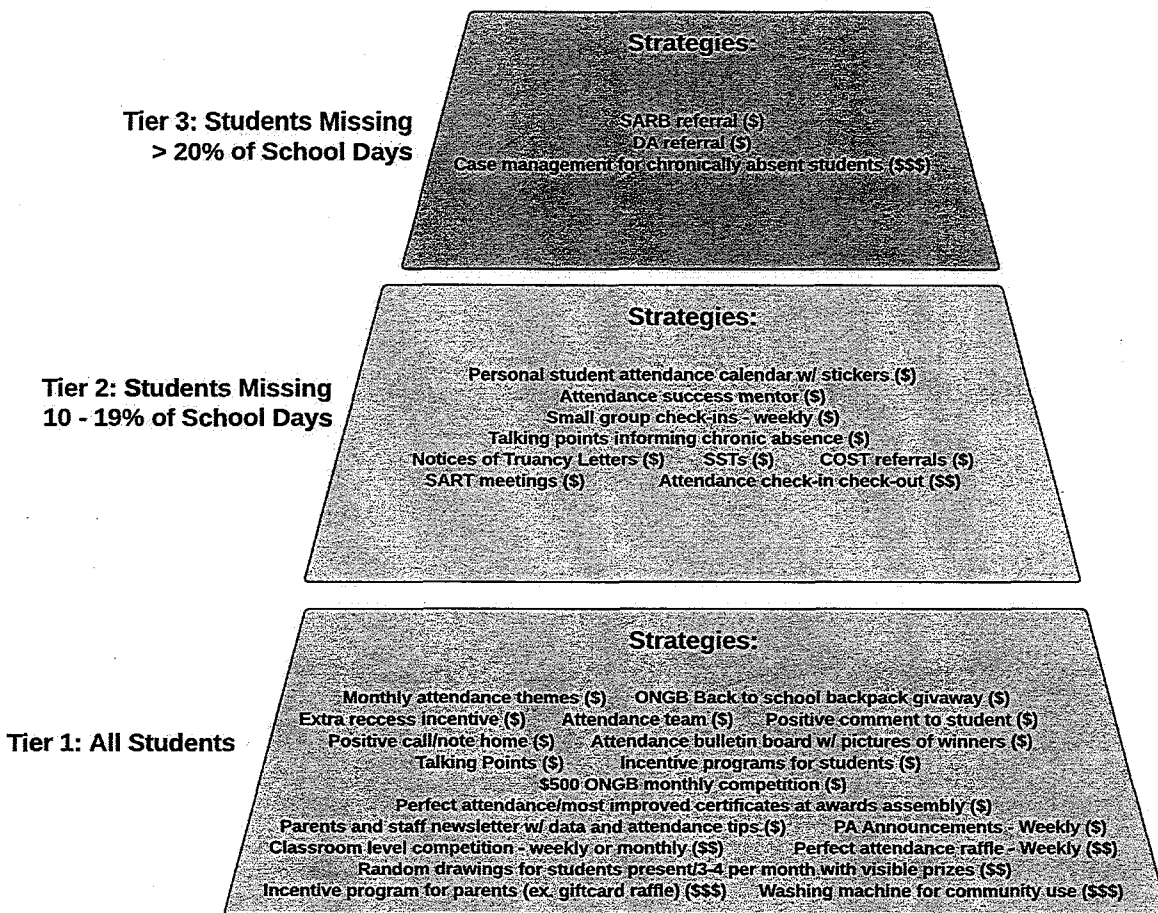 Strategies:
SARB referral ($)
DA referral ($)
Case management for chronically absent students ($$$)
Tier 3: Students Missing
> 20% of School Days
Strategies:
Personal student attendance calendar w/ stickers ($)
Attendance success mentor ($)
Small group check-ins - weekly ($)
Talking points informing chronic absence ($)
Notices of Truancy Letters ($) SSTs ($) COST referrals ($)
SART meetings ($) Attendance check-in check-out ($$)
Tier 2: Students Missing
10 - 19% of School Days
Strategies:
Monthly attendance themes ($) ONGB Back to school backpack givaway ($)
Extra reccess incentive ($) Attendance team ($) Positive comment to student ($)
Positive call/note home ($) Attendance bulletin board w/ pictures of winners ($)
Talking Points ($) Incentive programs for students ($)
$500 ONGB monthly competition ($)
Perfect attendance/most improved certificates at awards assembly ($)
Parents and staff newsletter w/ data and attendance tips ($) PA Announcements - Weekly ($)
Classroom level competition - weekly or monthly ($$) Perfect attendance raffle - Weekly ($$)
Random drawings for students present/3-4 per month with visible prizes ($$)
Incentive program for parents (ex. giftcard raffle) ($$$) Washing machine for community use ($$$)
Tier 1: All Students